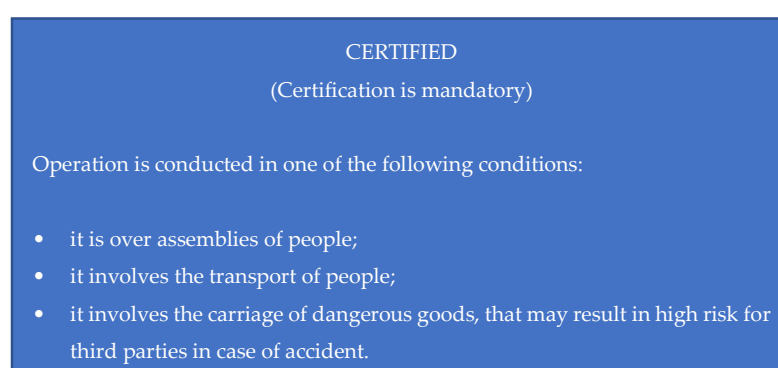 CERTIFIED
(Certification is mandatory)
Operation is conducted in one of the following conditions:
• it is over assemblies of people;
• it involves the transport of people;
• it involves the carriage of dangerous goods, that may result in high risk for
third parties in case of accident.